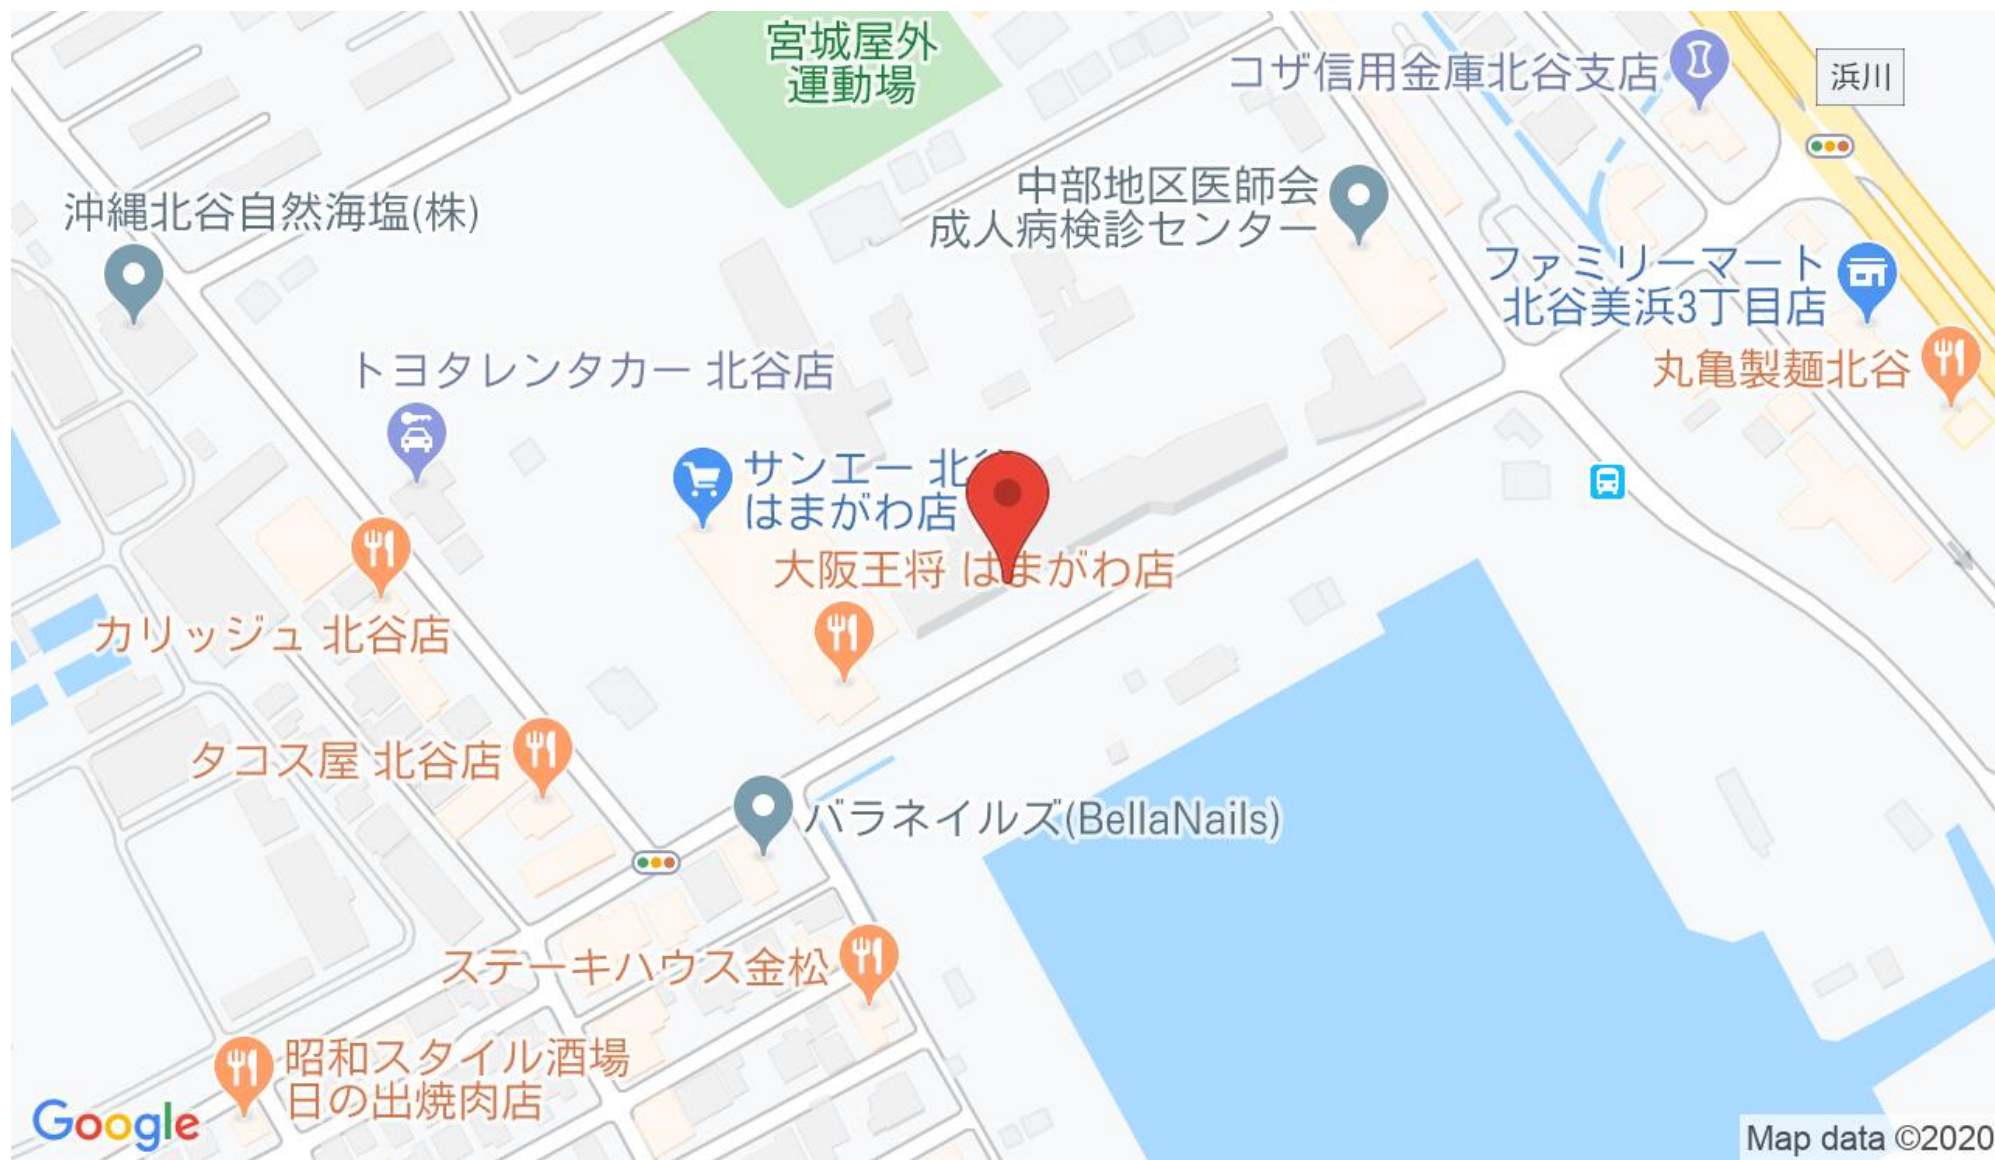 宮城屋外
運動場
コザ信用金庫北谷支店
浜川
沖縄北谷自然海塩(株)
中部地区医師会
成人病検診センター
ファミリーマート
北谷美浜3丁目店
丸亀製麺北谷
トヨタレンタカー 北谷店
サンエー 北谷
はまがわ店
大阪王将 はまがわ店
カリッジュ 北谷店
タコス屋 北谷店
バラネイルズ(BellaNails)
ステーキハウス金松
昭和スタイル酒場
日の出焼肉店
Google
Map data ©2020